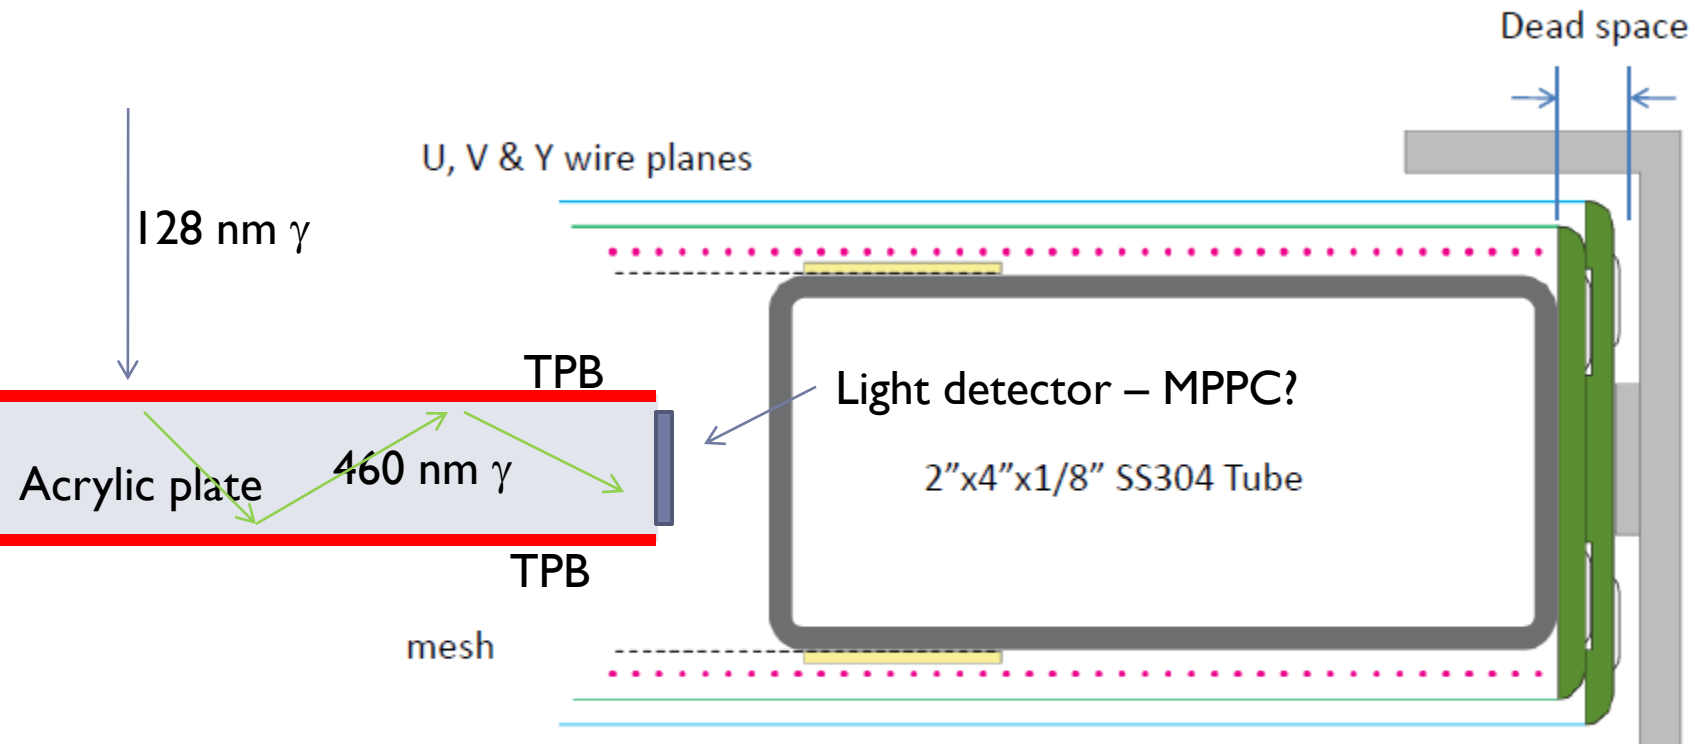 Dead space
U, V & Y wire planes
128 nm γ
TPB
Light detector – MPPC?
460 nm γ
Acrylic plate
2”x4”x1/8” SS304 Tube
TPB
mesh